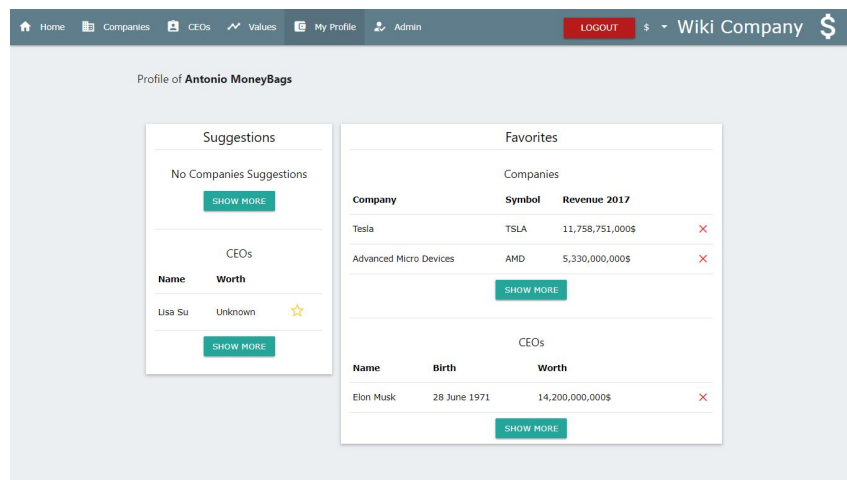 Home Companies CEOs Values My Profile Admin LOGOUT $ Wiki Company $
Profile of Antonio MoneyBags
Suggestions
No Companies Suggestions
SHOW MORE
CEOs
Name Worth
Lisa Su Unknown
SHOW MORE
Favorites
Companies
Company Symbol Revenue 2017
Tesla TSLA 11,758,751,000$
Advanced Micro Devices AMD 5,330,000,000$
SHOW MORE
CEOs
Name Birth Worth
Elon Musk 28 June 1971 14,200,000,000$
SHOW MORE